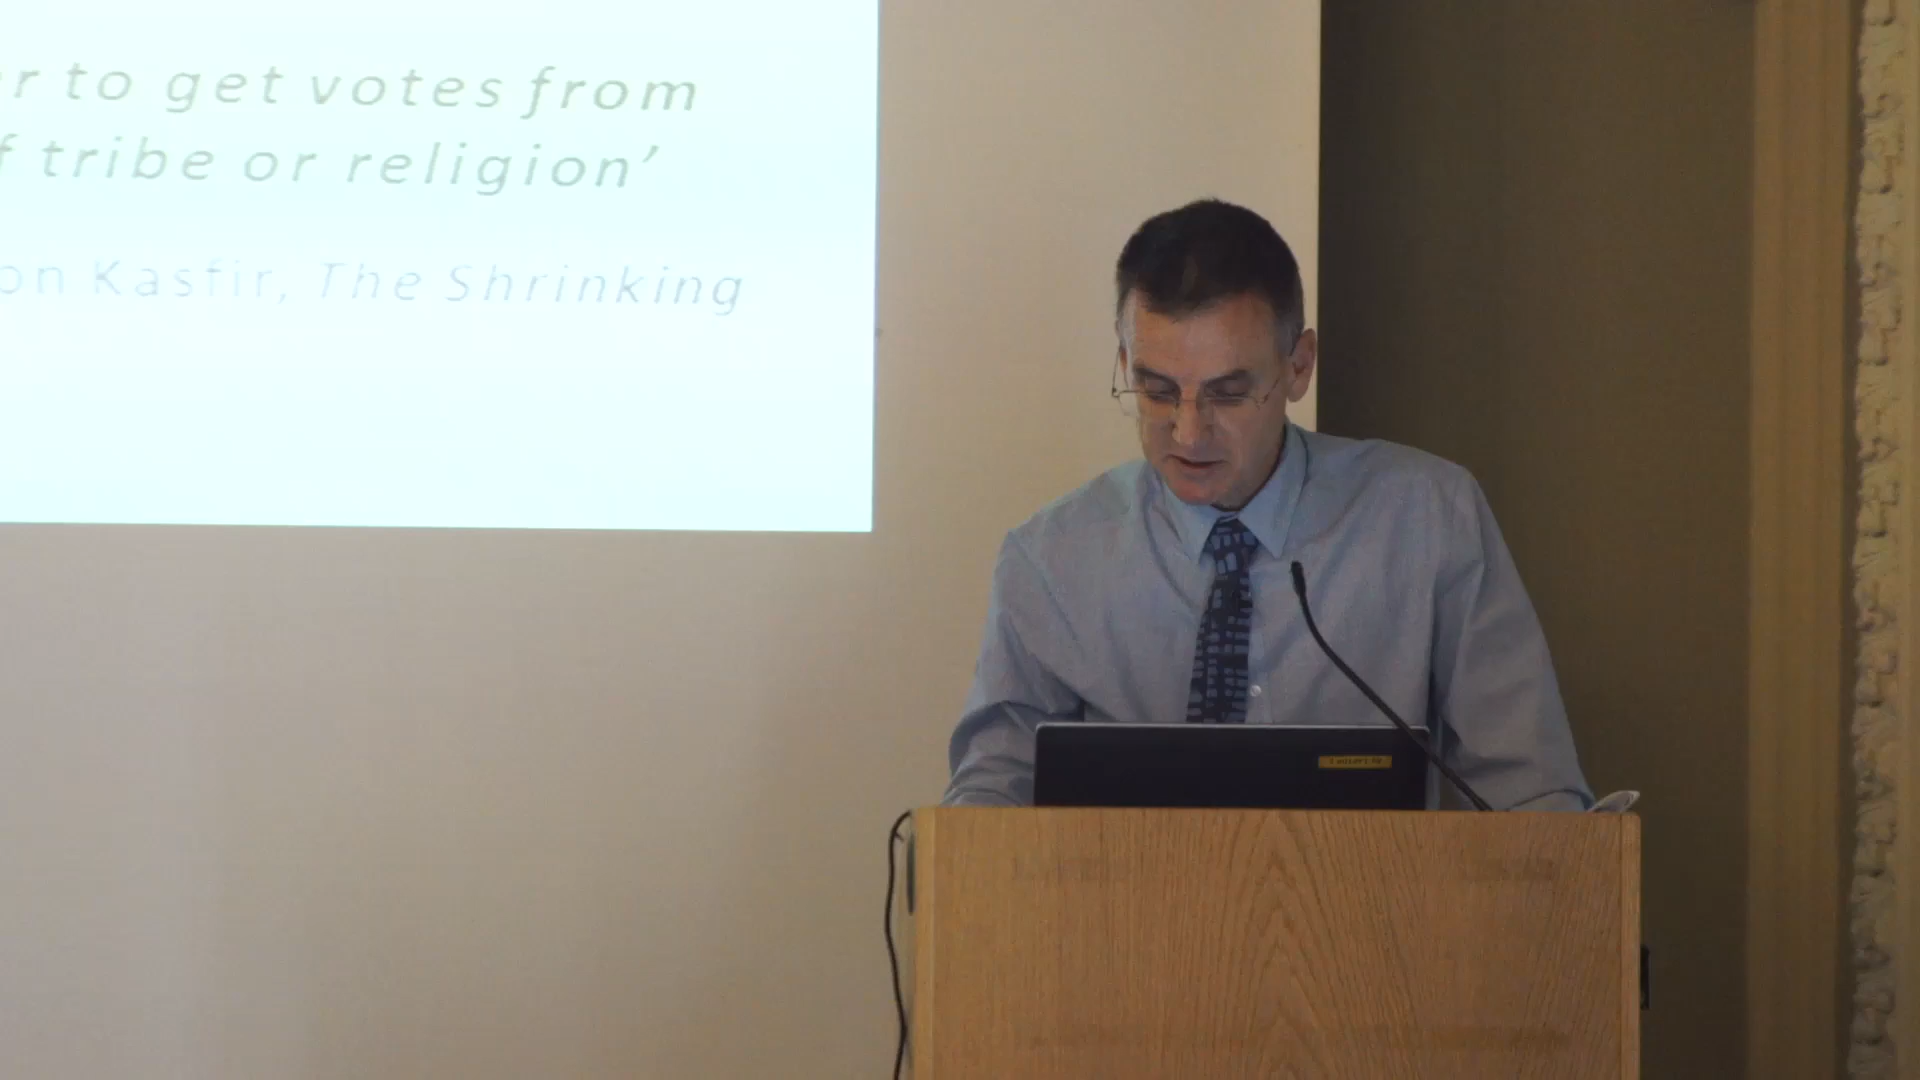 r to get votes from
f tribe or religion’
on Kasfir, The Shrinking